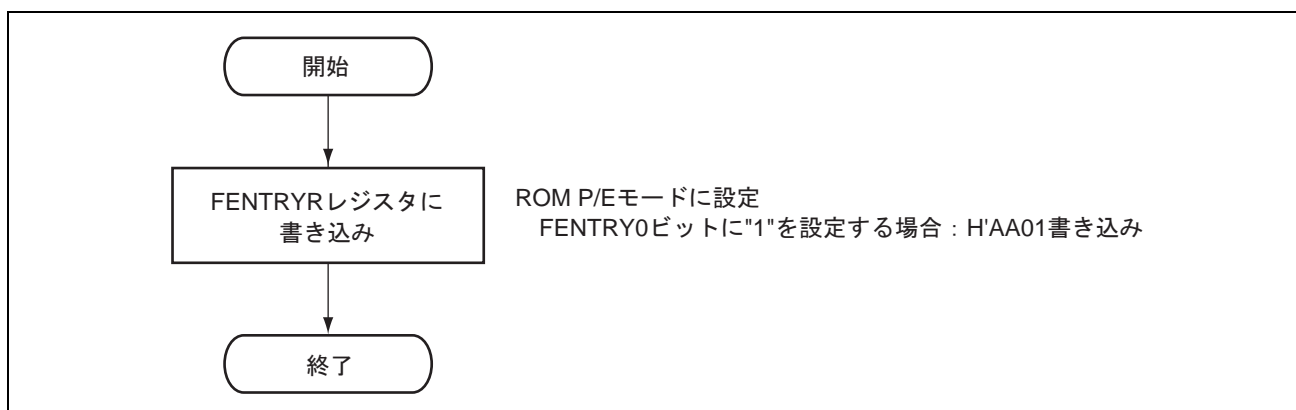 開始
FENTRYRレジスタに
書き込み
ROM P/Eモードに設定
FENTRY0ビットに"1"を設定する場合：H'AA01書き込み
終了